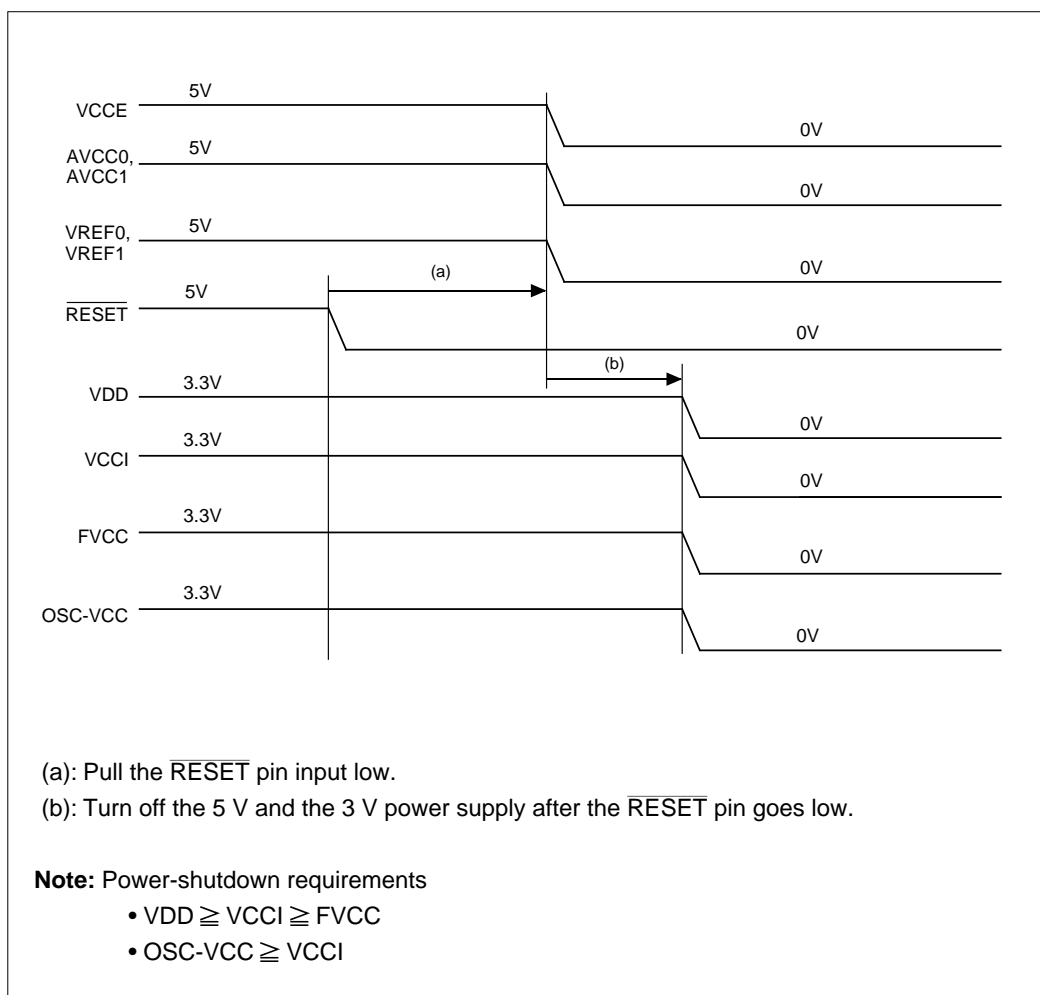 VCCE 5V 0V
AVCC0,
AVCC1 5V 0V
VREF0,
VREF1 5V 0V
(a)
RESET 5V 0V
(b)
VDD 3.3V 0V
VCCI 3.3V 0V
FVCC 3.3V 0V
OSC-VCC 3.3V 0V
(a): Pull the RESET pin input low.
(b): Turn off the 5 V and the 3 V power supply after the RESET pin goes low.
Note: Power-shutdown requirements
• VDD ≧ VCCI ≧ FVCC
• OSC-VCC ≧ VCCI